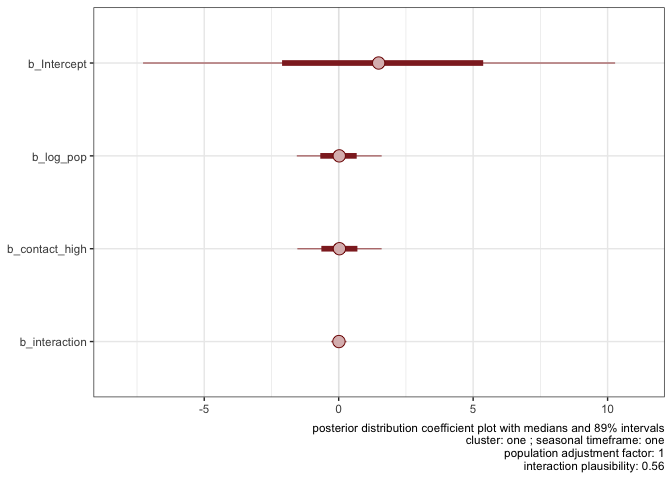 b_Intercept
b_log_pop
b_contact_high
b_interaction
-5 0 5 10
posterior distribution coefficient plot with medians and 89% intervals
cluster: one ; seasonal timeframe: one
population adjustment factor: 1
interaction plausibility: 0.56